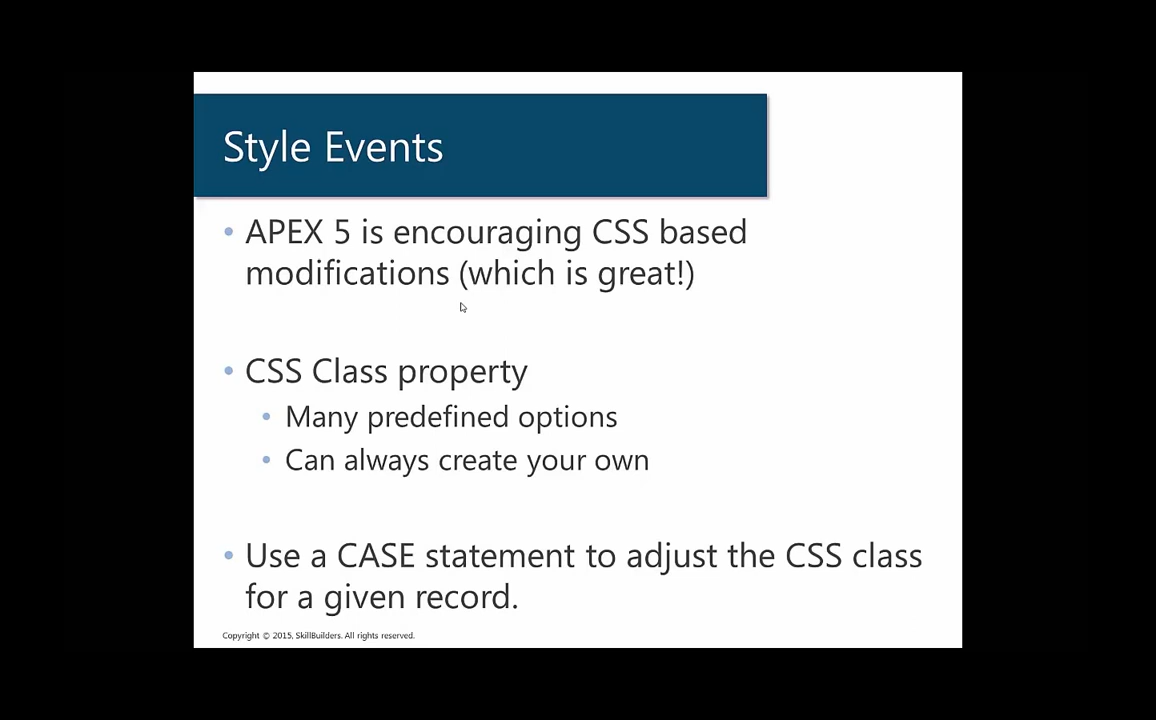 Style Events
• APEX 5 is encouraging CSS based
modifications (which is great!)
• CSS Class property
• Many predefined options
• Can always create your own
• Use a CASE statement to adjust the CSS class
for a given record.
Copyright © 2015, SkillBuilders. All rights reserved.